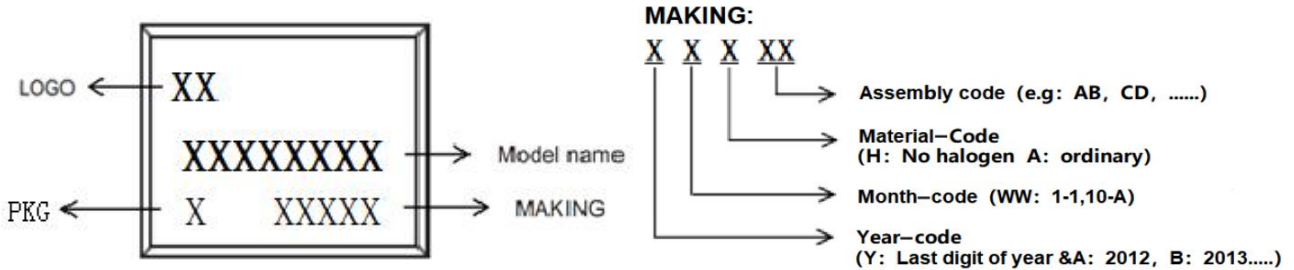 LOGO
XX
XXXXXXXX
Model name
PKG
X XXXXX
MAKING
MAKING:
X X X XX
Assembly code (e.g: AB, CD, ......)
Material-Code
(H: No halogen A: ordinary)
Month-code (WW: 1-1,10-A)
Year-code
(Y: Last digit of year &A: 2012, B: 2013.....)